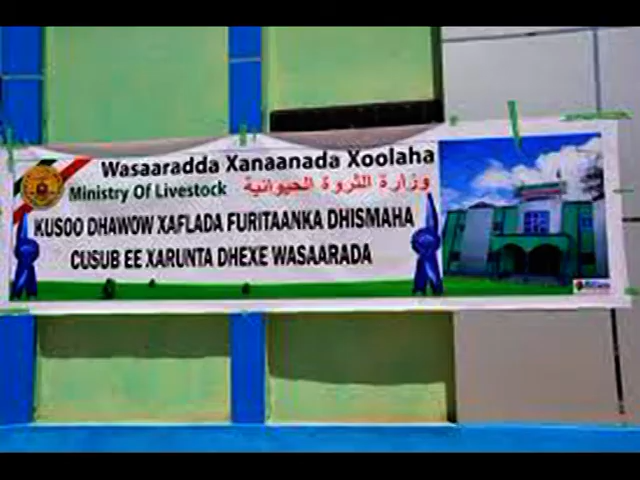 Wasaaradda Xanaanada Xoolaha
Ministry Of Livestock وزارة الثروة الحيوانية
KUSOO DHAWOW XAFLADA FURITAANKA DHISMAHA
CUSUB EE XARUNTA DHEXE WASAARADA